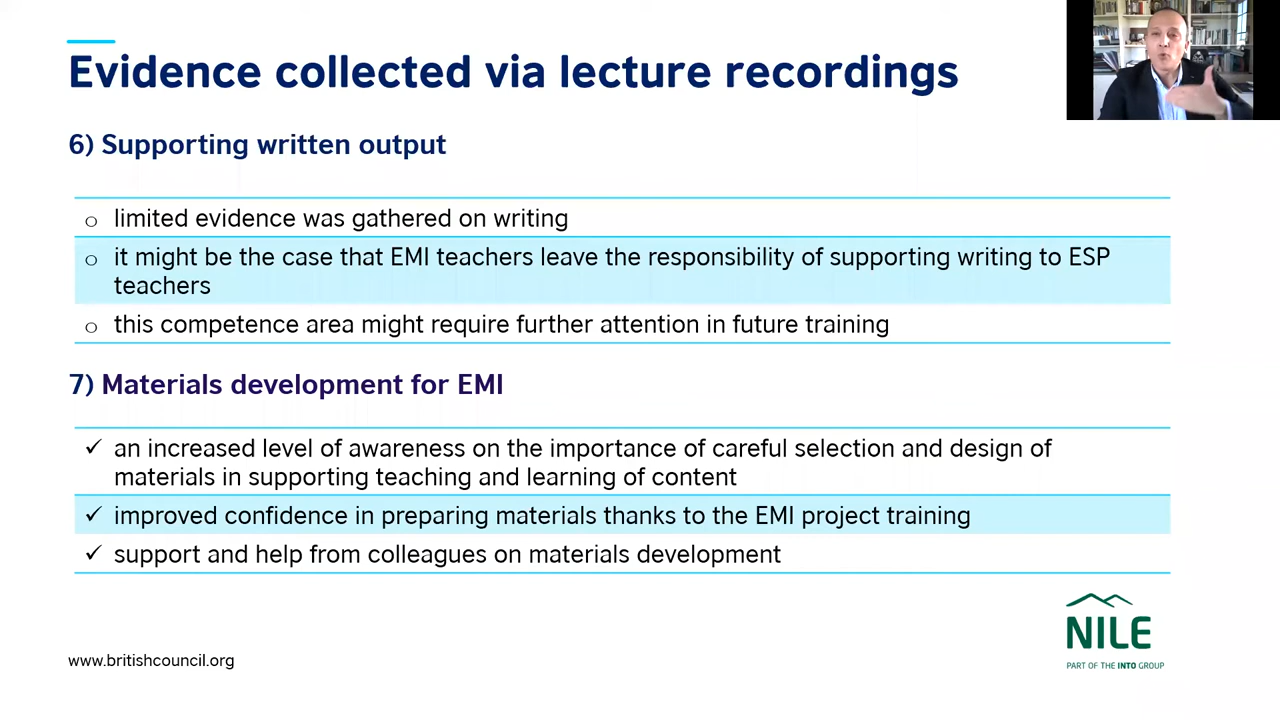 Evidence collected via lecture recordings
6) Supporting written output
o limited evidence was gathered on writing
o it might be the case that EMI teachers leave the responsibility of supporting writing to ESP
teachers
o this competence area might require further attention in future training
7) Materials development for EMI
✓ an increased level of awareness on the importance of careful selection and design of
materials in supporting teaching and learning of content
✓ improved confidence in preparing materials thanks to the EMI project training
✓ support and help from colleagues on materials development
NILE
PART OF THE INTO GROUP
www.britishcouncil.org